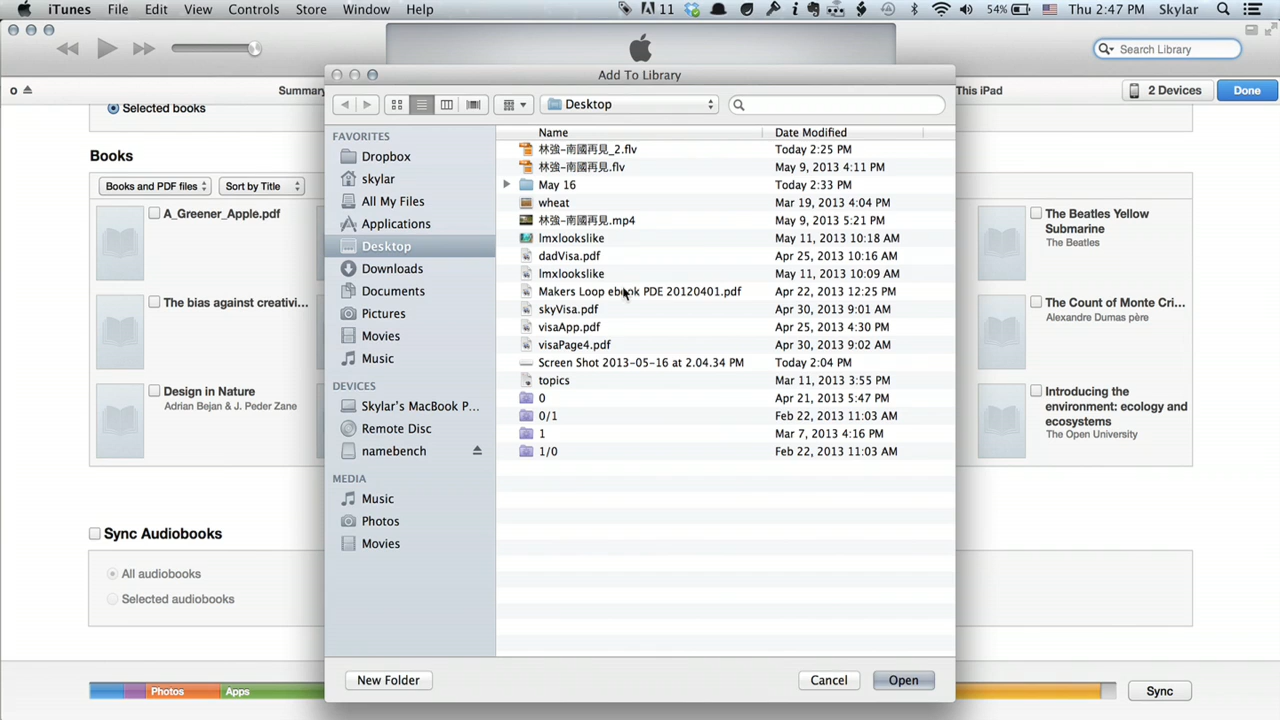 iTunes File Edit View Controls Store Window Help 11 54% Thu 2:47 PM Skylar
Search Library
Add To Library
o Summary This iPad 2 Devices Done
Desktop
Selected books
Books
Books and PDF files Sort by Title
A_Greener_Apple.pdf
The bias against creativi...
Design in Nature
Adrian Bejan & J. Peder Zane
Sync Audiobooks
All audiobooks
Selected audiobooks
FAVORITES
Dropbox
skylar
All My Files
Applications
Desktop
Downloads
Documents
Pictures
Movies
Music
DEVICES
Skylar's MacBook P...
Remote Disc
namebench
MEDIA
Music
Photos
Movies
Name Date Modified
林強-南國再見_2.flv Today 2:25 PM
林強-南國再見.flv May 9, 2013 4:11 PM
May 16 Today 2:33 PM
wheat Mar 19, 2013 4:04 PM
林強-南國再見.mp4 May 9, 2013 5:21 PM
lmxlookslike May 11, 2013 10:18 AM
dadVisa.pdf Apr 25, 2013 10:16 AM
lmxlookslike May 11, 2013 10:09 AM
Makers Loop ebook PDE 20120401.pdf Apr 22, 2013 12:25 PM
skyVisa.pdf Apr 30, 2013 9:01 AM
visaApp.pdf Apr 25, 2013 4:30 PM
visaPage4.pdf Apr 30, 2013 9:02 AM
Screen Shot 2013-05-16 at 2.04.34 PM Today 2:04 PM
topics Mar 11, 2013 3:55 PM
0 Apr 21, 2013 5:47 PM
0/1 Feb 22, 2013 11:03 AM
1 Mar 7, 2013 4:16 PM
1/0 Feb 22, 2013 11:03 AM
The Beatles Yellow
Submarine
The Beatles
The Count of Monte Cri...
Alexandre Dumas père
Introducing the
environment: ecology and
ecosystems
The Open University
New Folder Cancel Open
Photos Apps Sync